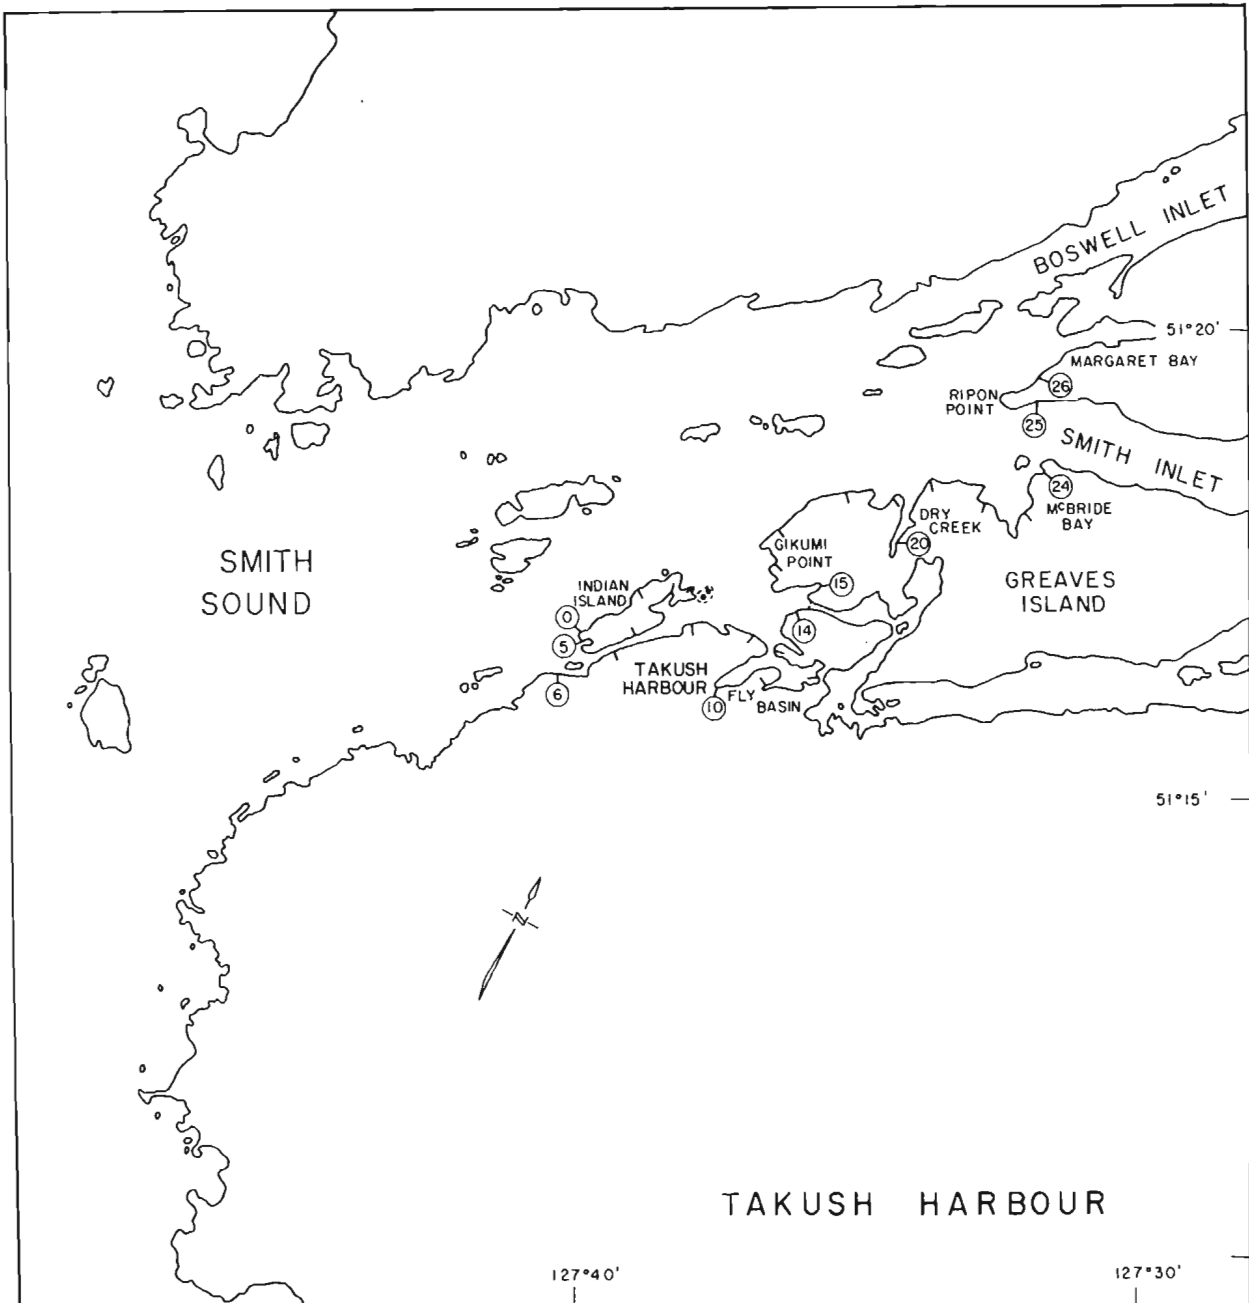 BOSWELL INLET
51°20'
MARGARET BAY
26
RIPON
POINT
25
SMITH INLET
24
McBRIDE
BAY
DRY
CREEK
20
GIKUMI
POINT
15
SMITH
SOUND
INDIAN
ISLAND
0
5
6
14
GREAVES
ISLAND
TAKUSH
HARBOUR
10
FLY
BASIN
51°15'
N
TAKUSH HARBOUR
127°40'
127°30'